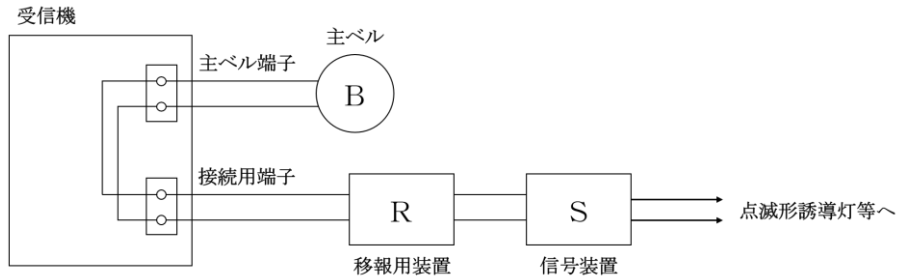 受信機
主ベル
主ベル端子
B
接続用端子
R
S
点滅形誘導灯等へ
移報用装置
信号装置